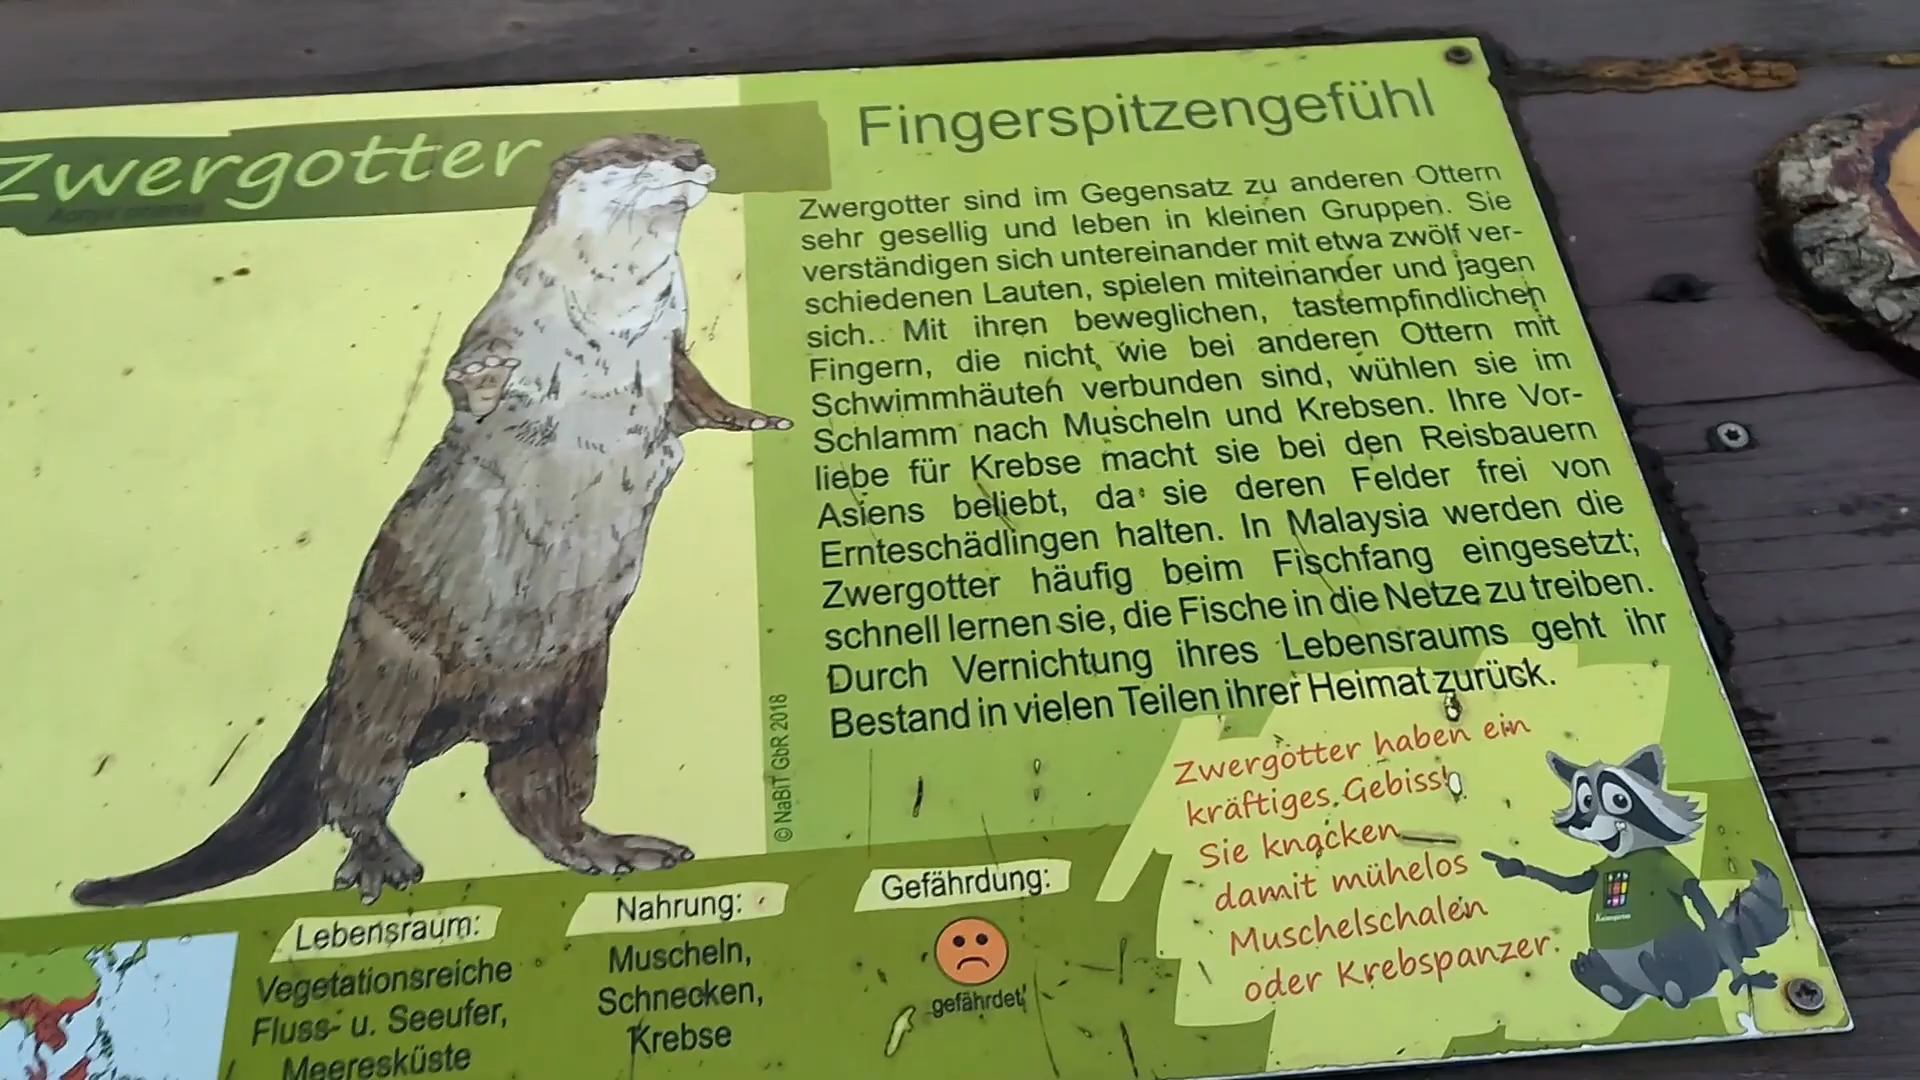 Zwergotter
Fingerspitzengefühl
Zwergotter sind im Gegensatz zu anderen Ottern
sehr gesellig und leben in kleinen Gruppen. Sie
verständigen sich untereinander mit etwa zwölf ver-
schiedenen Lauten, spielen miteinander und jagen
sich.. Mit ihren beweglichen, tastempfindlichen
Fingern, die nicht wie bei anderen Ottern mit
Schwimmhäuten verbunden sind, wühlen sie im
Schlamm nach Muscheln und Krebsen. Ihre Vor-
liebe für Krebse macht sie bei den Reisbauern
Asiens beliebt, da sie deren Felder frei von
Ernteschädlingen halten. In Malaysia werden die
Zwergotter häufig beim Fischfang eingesetzt;
schnell lernen sie, die Fische in die Netze zu treiben.
Durch Vernichtung ihres Lebensraums geht ihr
Bestand in vielen Teilen ihrer Heimat zurück.
© NaBiT GbR 2018
Zwergotter haben ein
kräftiges Gebiss!
Sie knacken
damit mühelos
Muschelschalen
oder Krebspanzer.
Lebensraum:
Vegetationsreiche
Fluss- u. Seeufer,
Meeresküste
Nahrung:
Muscheln,
Schnecken,
Krebse
Gefährdung:
gefährdet